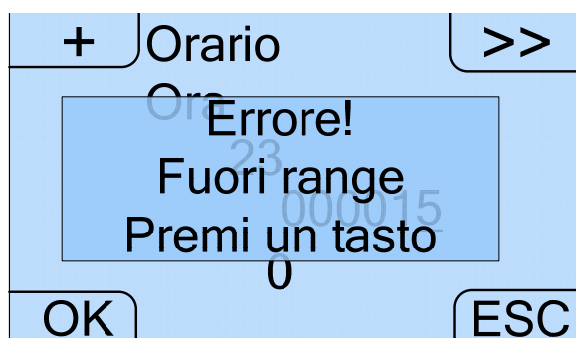 + Orario >>
Ora
Errore!
23
Fuori range
000015
Premi un tasto
0
OK ESC